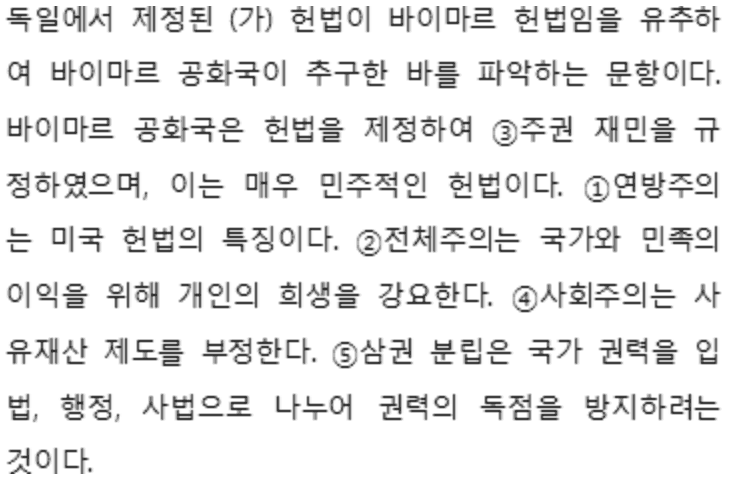 독일에서 제정된 (가) 헌법이 바이마르 헌법임을 유추하
여 바이마르 공화국이 추구한 바를 파악하는 문항이다.
바이마르 공화국은 헌법을 제정하여 ③주권 재민을 규
정하였으며, 이는 매우 민주적인 헌법이다. ①연방주의
는 미국 헌법의 특징이다. ②전체주의는 국가와 민족의
이익을 위해 개인의 희생을 강요한다. ④사회주의는 사
유재산 제도를 부정한다. ⑤삼권 분립은 국가 권력을 입
법, 행정, 사법으로 나누어 권력의 독점을 방지하려는
것이다.